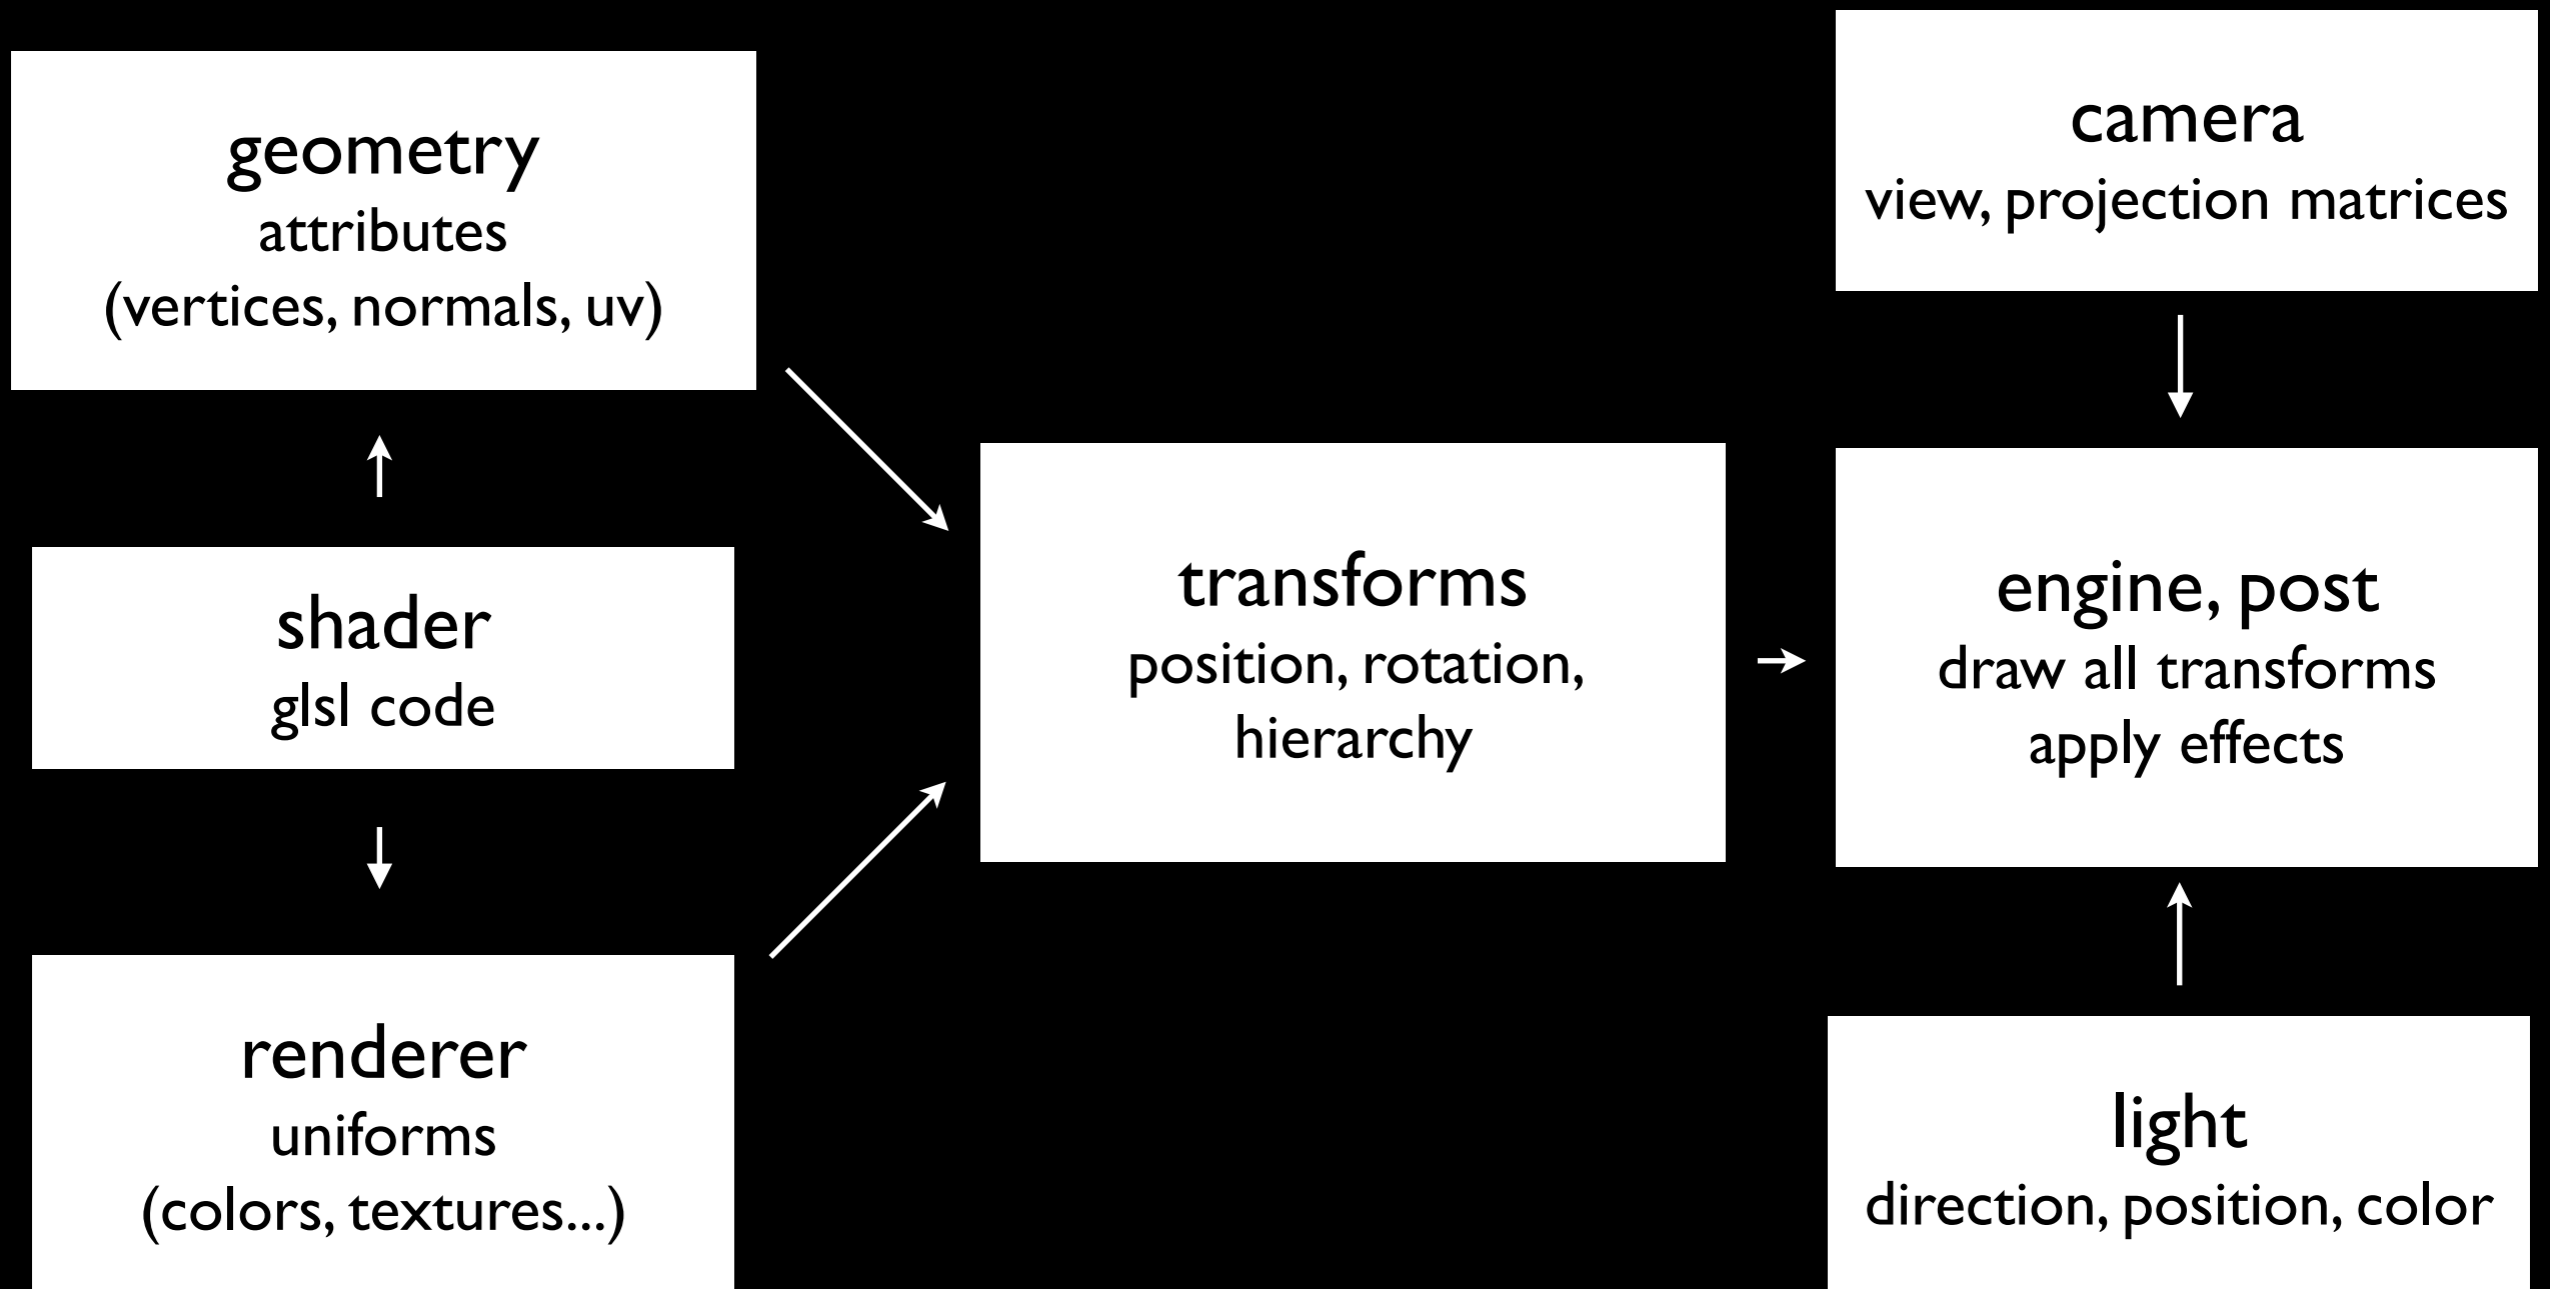 geometry
attributes
(vertices, normals, uv)
shader
glsl code
renderer
uniforms
(colors, textures...)
transforms
position, rotation,
hierarchy
camera
view, projection matrices
engine, post
draw all transforms
apply effects
light
direction, position, color